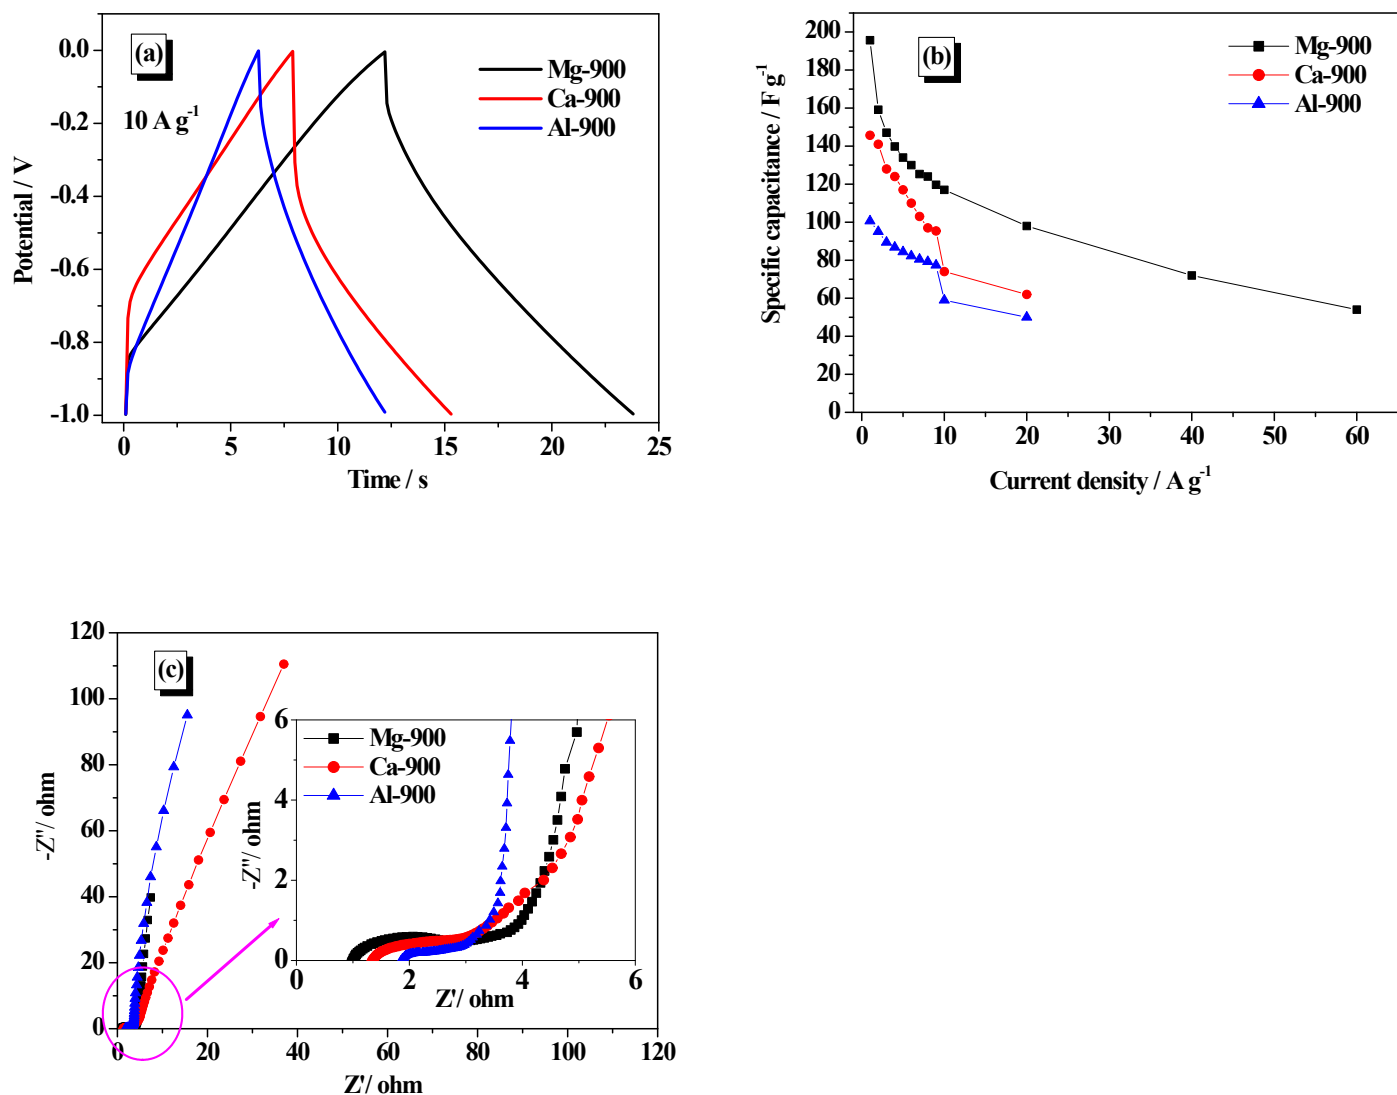 (a)
10 A g-1
Mg-900
Ca-900
Al-900
0.0
-0.2
-0.4
-0.6
-0.8
-1.0
Potential / V
0 5 10 15 20 25
Time / s
(b)
Mg-900
Ca-900
Al-900
200
180
160
140
120
100
80
60
40
20
0
Specific capacitance / F g-1
0 10 20 30 40 50 60
Current density / A g-1
(c)
120
100
80
60
40
20
0
-Z''/ ohm
0 20 40 60 80 100 120
Z'/ ohm
Mg-900
Ca-900
Al-900
6
4
2
0
-Z''/ ohm
0 2 4 6
Z'/ ohm